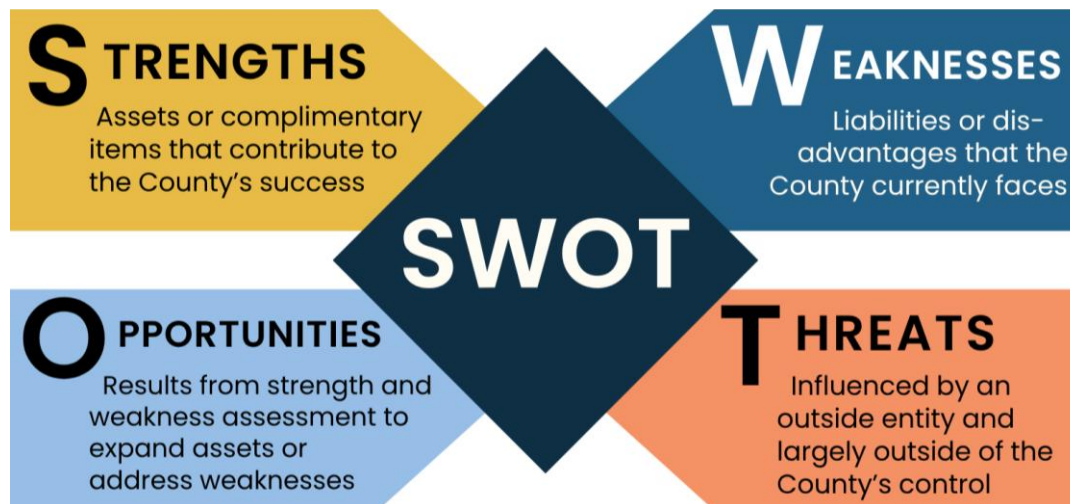 STRENGTHS
Assets or complimentary
items that contribute to
the County's success
WEAKNESSES
Liabilities or dis-
advantages that the
County currently faces
SWOT
OPPORTUNITIES
Results from strength and
weakness assessment to
expand assets or
address weaknesses
THREATS
Influenced by an
outside entity and
largely outside of the
County's control